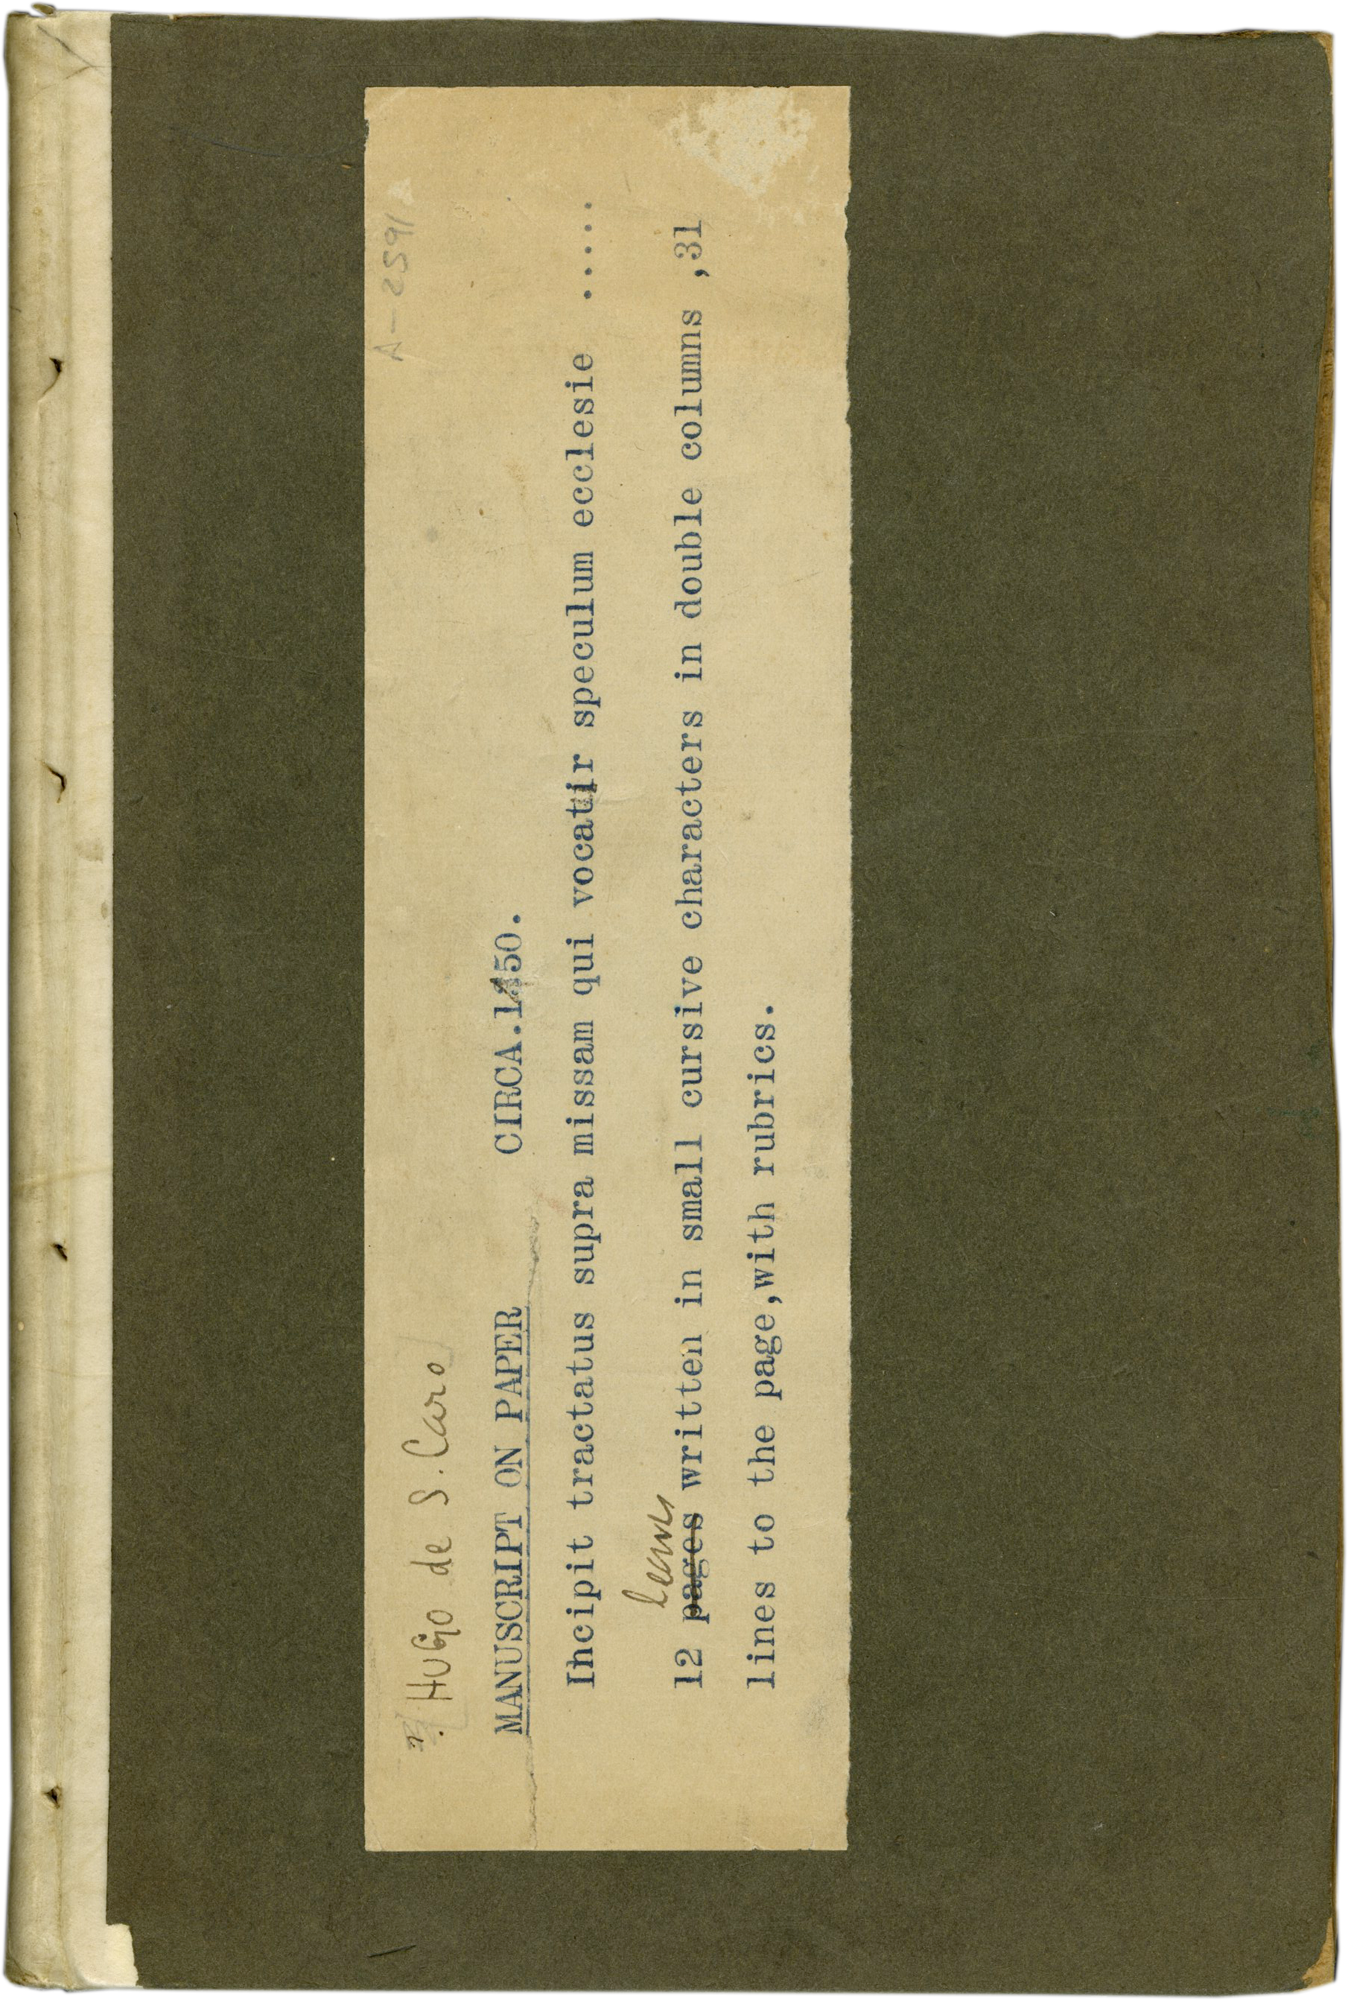 A-2591
Hugo de S. Caro
MANUSCRIPT ON PAPER CIRCA.1450.
Incipit tractatus supra missam qui vocatir speculum ecclesie .....
leaves
12 pages written in small cursive characters in double columns ,31
lines to the page,with rubrics.